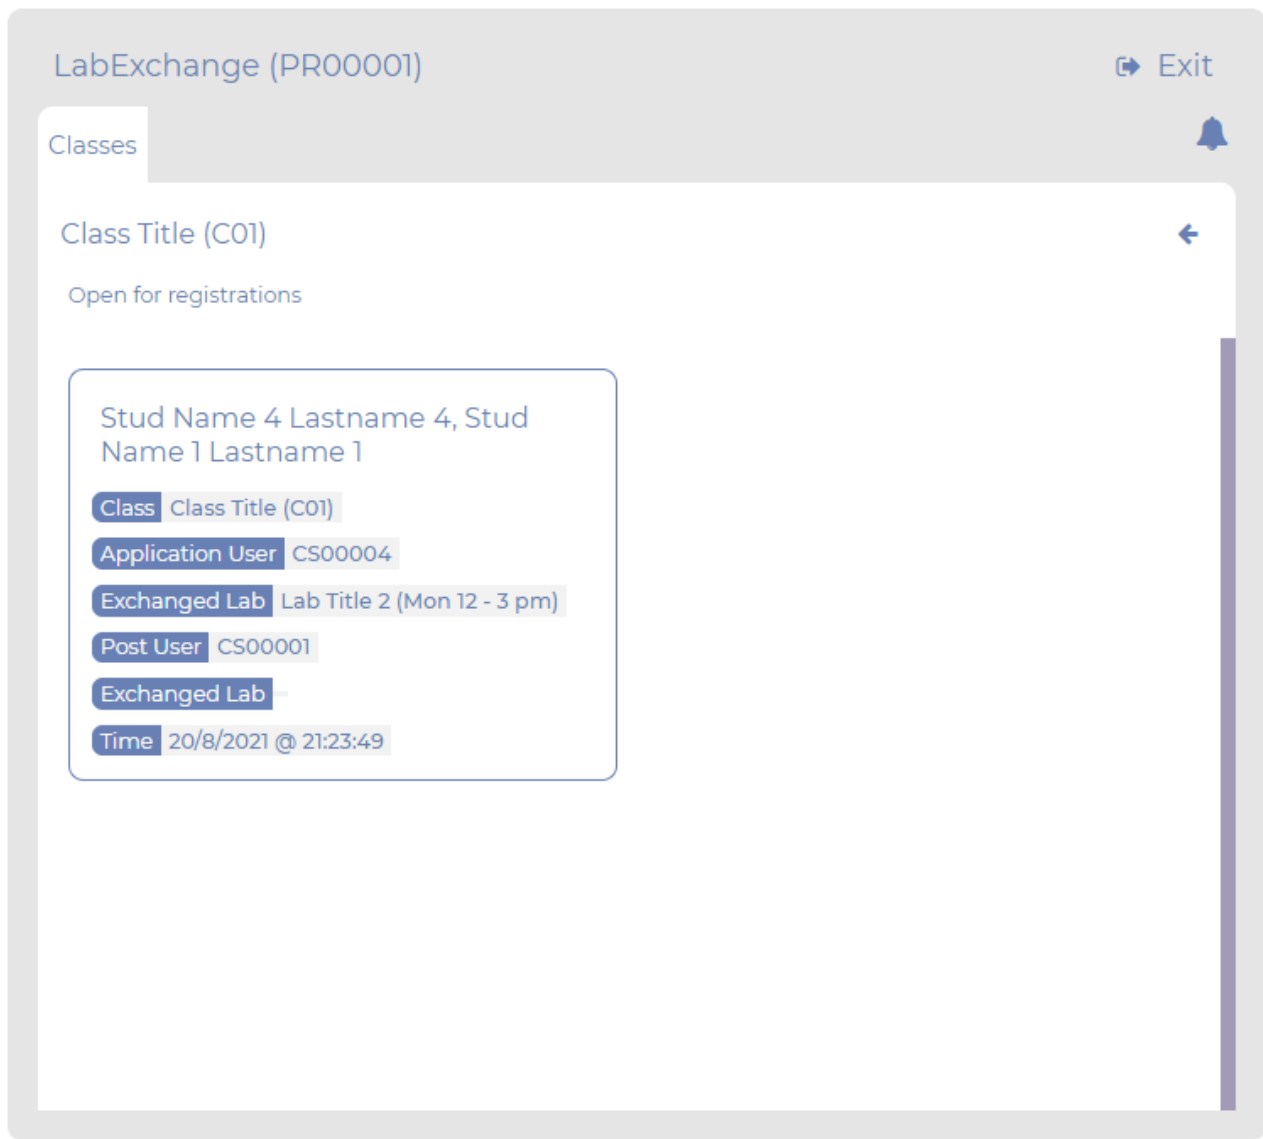 LabExchange (PR00001)
Exit
Classes
Class Title (C01)
Open for registrations
Stud Name 4 Lastname 4, Stud
Name 1 Lastname 1
Class Class Title (C01)
Application User CS00004
Exchanged Lab Lab Title 2 (Mon 12 - 3 pm)
Post User CS00001
Exchanged Lab
Time 20/8/2021 @ 21:23:49